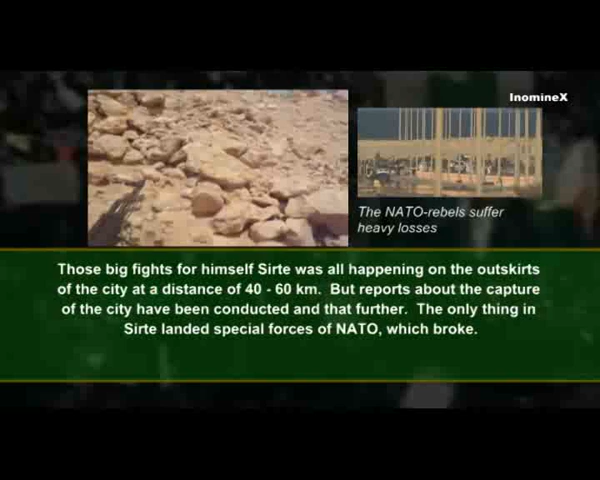 InomineX
The NATO-rebels suffer
heavy losses
Those big fights for himself Sirte was all happening on the outskirts
of the city at a distance of 40 - 60 km.  But reports about the capture
of the city have been conducted and that further.  The only thing in
Sirte landed special forces of NATO, which broke.